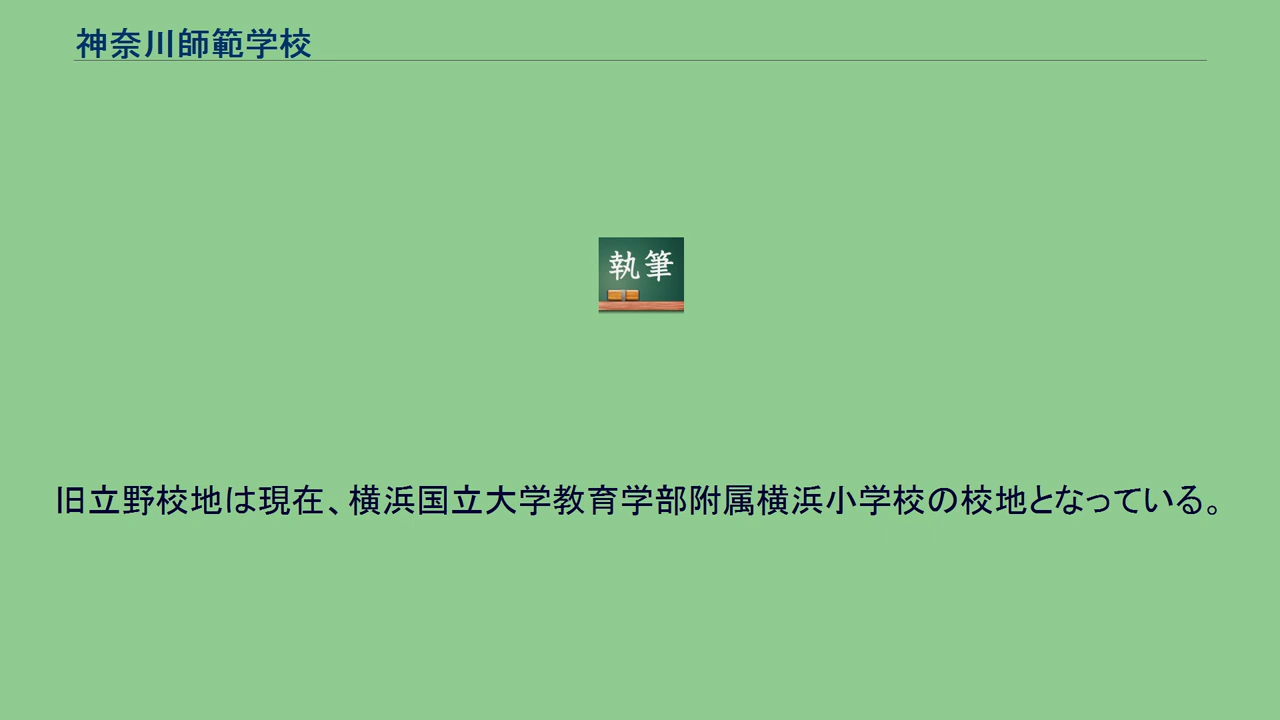 神奈川師範学校
執筆
旧立野校地は現在、横浜国立大学教育学部附属横浜小学校の校地となっている。